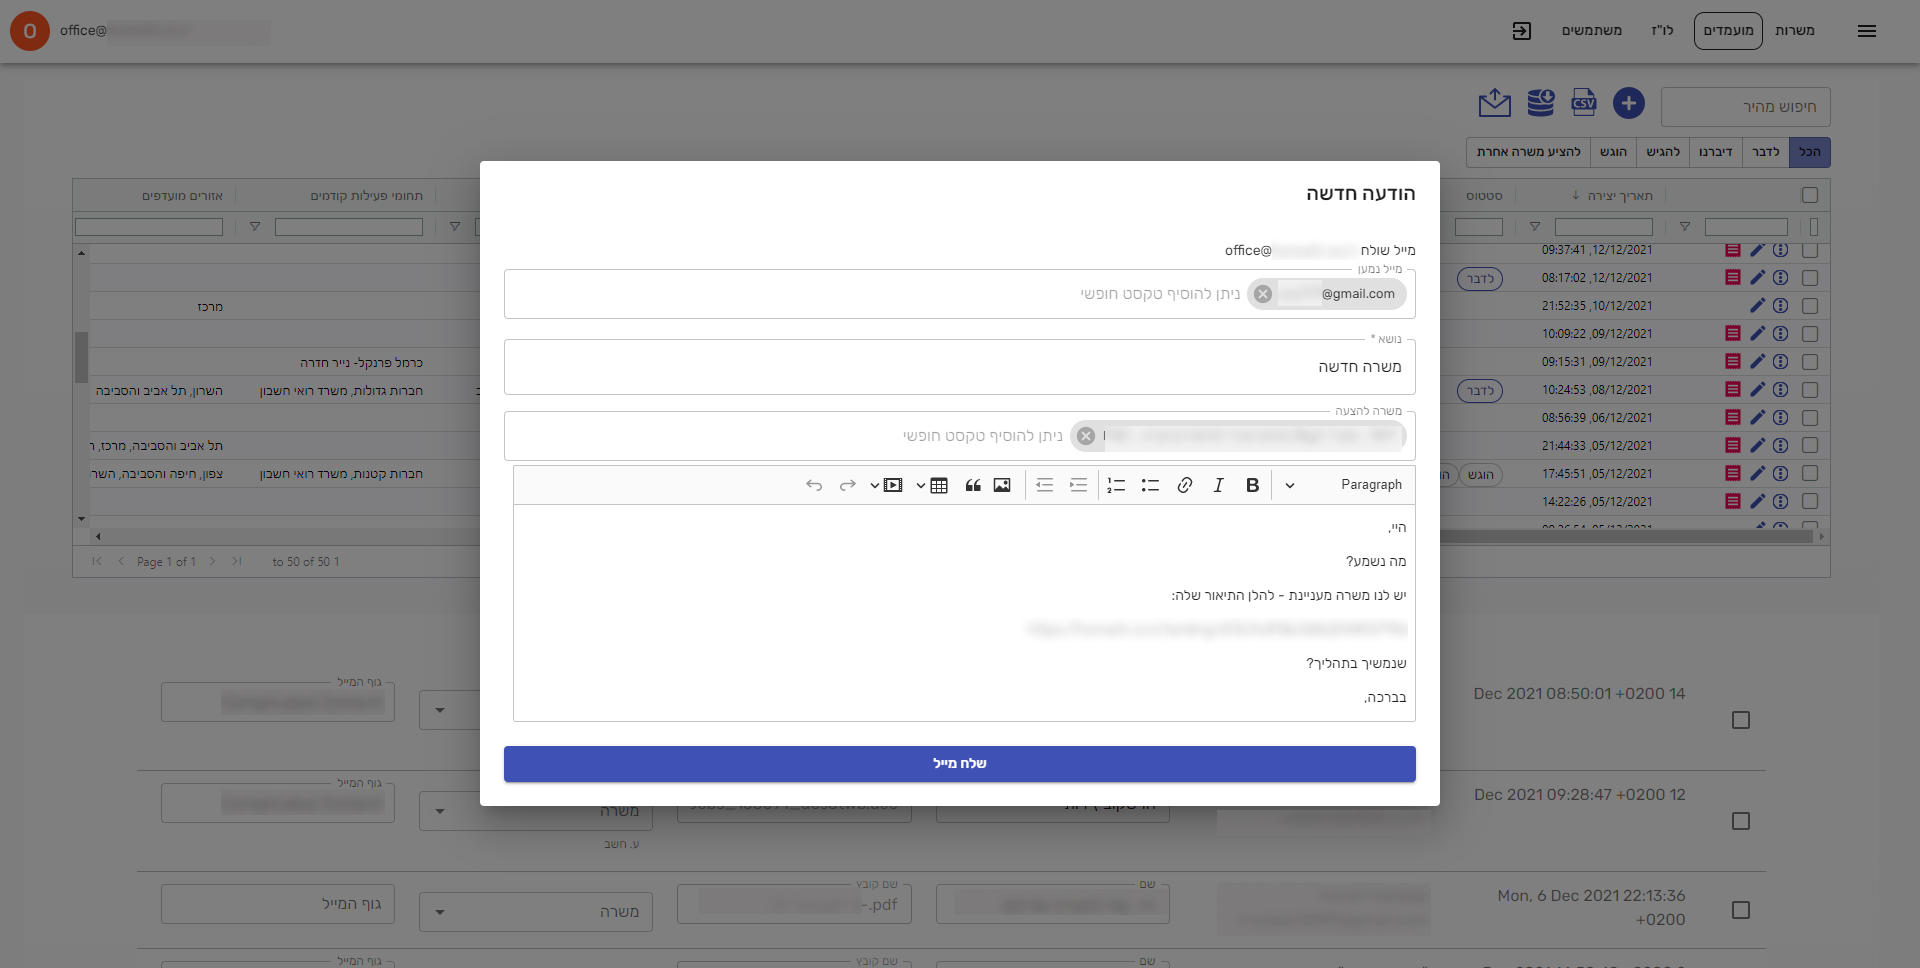 משרות
מועמדים
לו"ז
משתמשים
office@
O
חיפוש מהיר
CSV
הכל
לדבר
דיברנו
להגיש
הוגש
להציע משרה אחרת
תאריך יצירה
סטטוס
תחומי פעילות קודמים
אזורים מועדפים
09:37:41 ,12/12/2021
08:17:02 ,12/12/2021
לדבר
21:52:35 ,10/12/2021
מרכז
10:09:22 ,09/12/2021
09:15:31 ,09/12/2021
כרמל פרנקל- נייר חדרה
10:24:53 ,08/12/2021
לדבר
חברות גדולות, משרד רואי חשבון
השרון, תל אביב והסביבה
08:56:39 ,06/12/2021
21:44:33 ,05/12/2021
תל אביב והסביבה, מרכז,
17:45:51 ,05/12/2021
הוגש
חברות קטנות, משרד רואי חשבון
צפון, חיפה והסביבה, השר
14:22:26 ,05/12/2021
Page 1 of 1
to 50 of 50 1
הודעה חדשה
מייל שולח office@
מייל נמען
@gmail.com
ניתן להוסיף טקסט חופשי
נושא *
משרה חדשה
משרה להצעה
ניתן להוסיף טקסט חופשי
Paragraph
היי,
מה נשמע?
יש לנו משרה מעניינת - להלן התיאור שלה:
שנמשיך בתהליך?
בברכה,
שלח מייל
Dec 2021 08:50:01 +0200 14
גוף המייל
Dec 2021 09:28:47 +0200 12
משרה
ע. חשב
גוף המייל
Mon, 6 Dec 2021 22:13:36
+0200
שם
שם קובץ
-.pdf
משרה
גוף המייל
שם
שם קובץ
גוף המייל